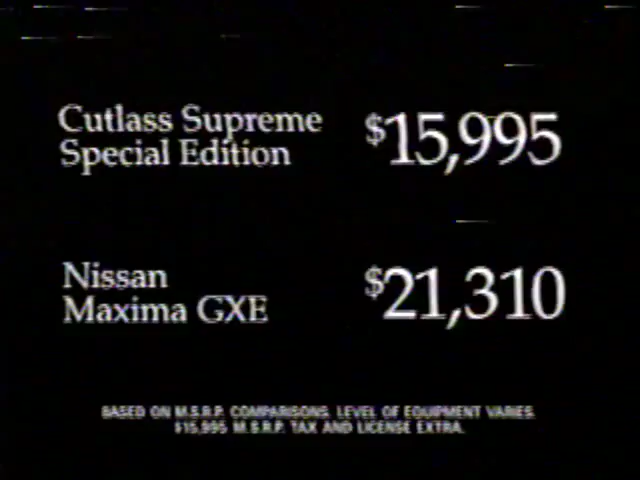 Cutlass Supreme $15,995
Special Edition
Nissan $21,310
Maxima GXE
BASED ON M.S.R.P. COMPARISONS. LEVEL OF EQUIPMENT VARIES.
$15,995 M.S.R.P. TAX AND LICENSE EXTRA.